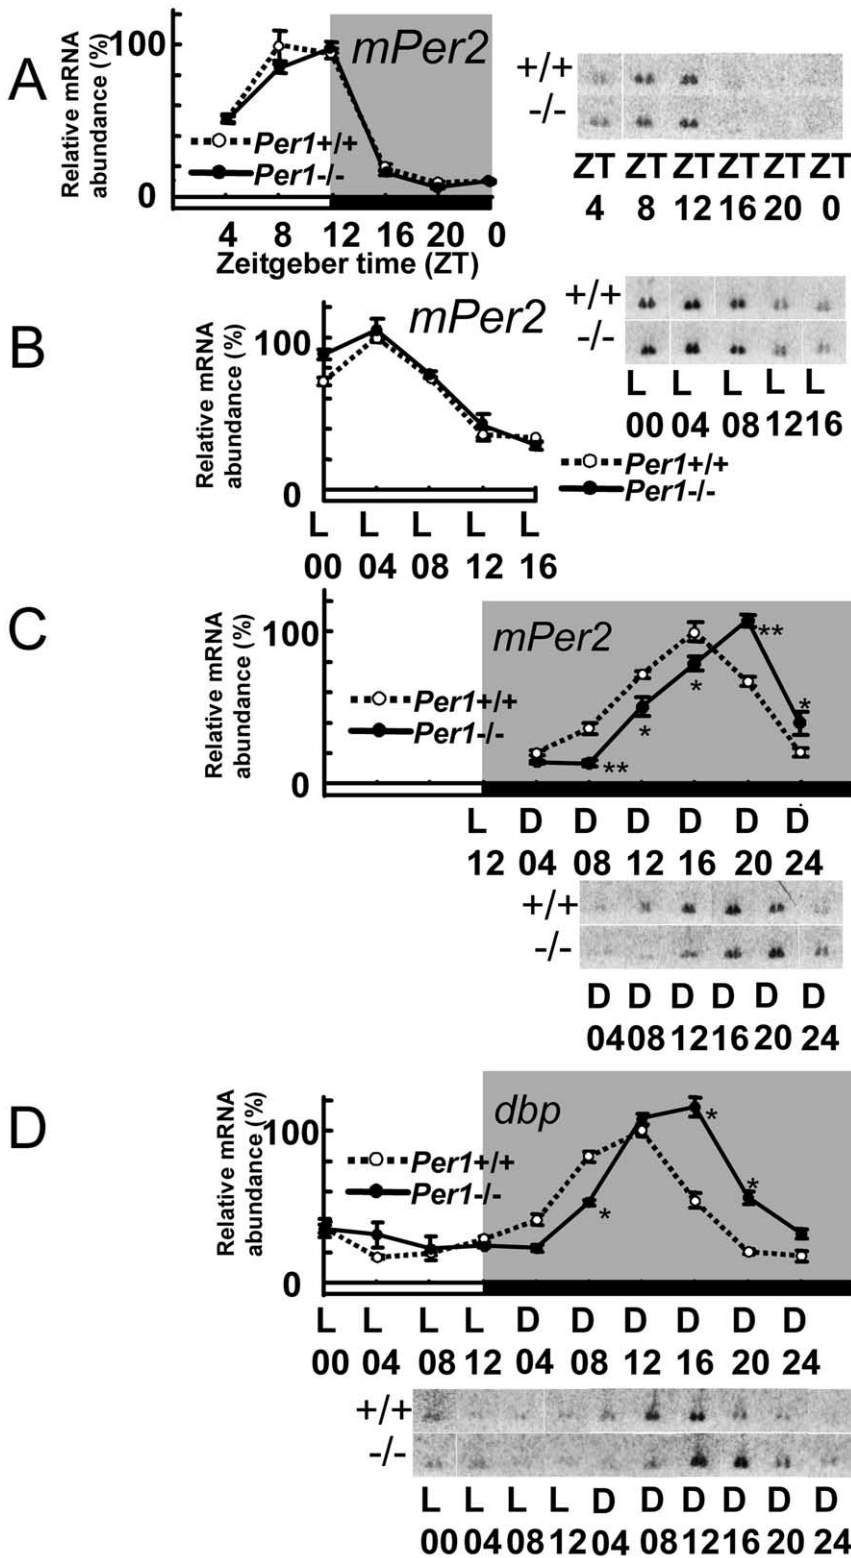 A
Relative mRNA
abundance (%)
100
0
mPer2
Per1+/+
Per1-/-
4 8 12 16 20 0
Zeitgeber time (ZT)
+/+
-/-
ZT ZT ZT ZT ZT ZT
4 8 12 16 20 0
B
Relative mRNA
abundance (%)
100
0
mPer2
L L L L L
00 04 08 12 16
+/+
-/-
L L L L L
00 04 08 12 16
Per1+/+
Per1-/-
C
Relative mRNA
abundance (%)
100
0
mPer2
Per1+/+
Per1-/-
** * * ** *
L D D D D D D
12 04 08 12 16 20 24
+/+
-/-
D D D D D D
04 08 12 16 20 24
D
Relative mRNA
abundance (%)
100
0
dbp
Per1+/+
Per1-/-
* * *
L L L L D D D D D D
00 04 08 12 04 08 12 16 20 24
+/+
-/-
L L L L D D D D D D
00 04 08 12 04 08 12 16 20 24